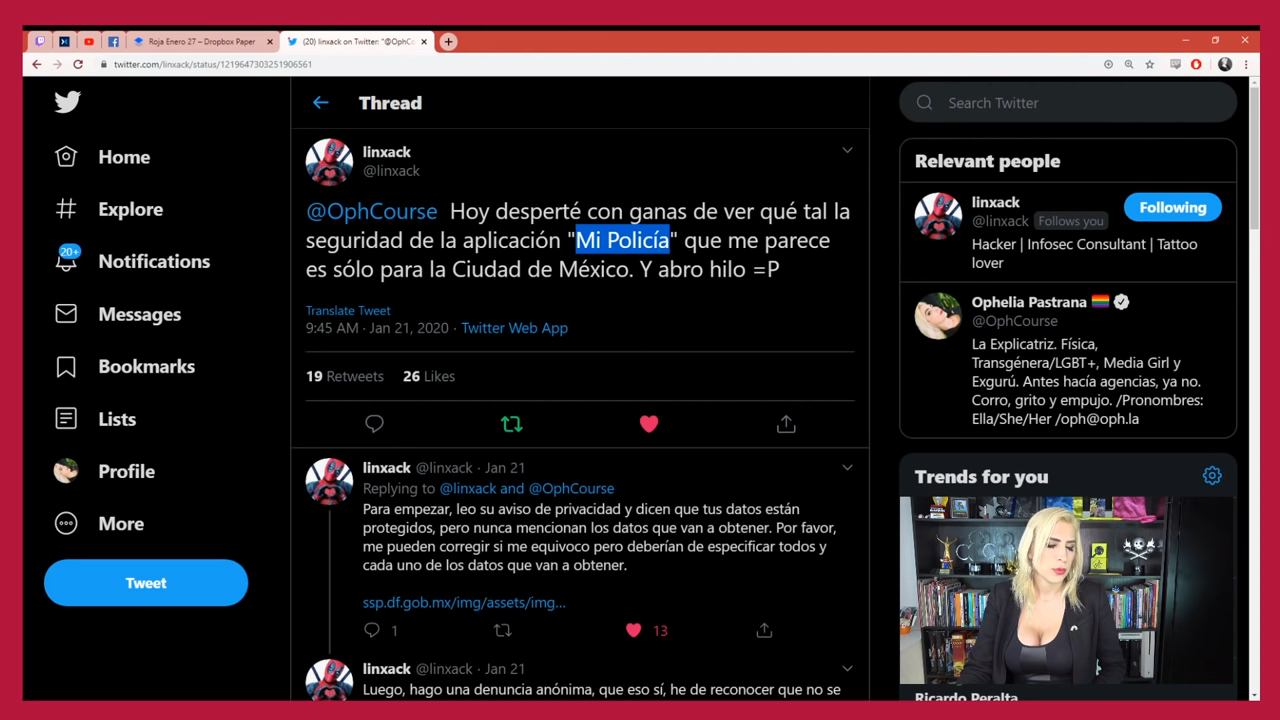 Roja Enero 27 – Dropbox Paper
(20) linxack on Twitter: "@OphCo
twitter.com/linxack/status/1219647303251906561
Home
Explore
20+
Notifications
Messages
Bookmarks
Lists
Profile
More
Tweet
Thread
linxack
@linxack
@OphCourse Hoy desperté con ganas de ver qué tal la
seguridad de la aplicación "Mi Policía" que me parece
es sólo para la Ciudad de México. Y abro hilo =P
Translate Tweet
9:45 AM · Jan 21, 2020 · Twitter Web App
19 Retweets 26 Likes
linxack @linxack · Jan 21
Replying to @linxack and @OphCourse
Para empezar, leo su aviso de privacidad y dicen que tus datos están
protegidos, pero nunca mencionan los datos que van a obtener. Por favor,
me pueden corregir si me equivoco pero deberían de especificar todos y
cada uno de los datos que van a obtener.
ssp.df.gob.mx/img/assets/img...
1
13
linxack @linxack · Jan 21
Luego, hago una denuncia anónima, que eso sí, he de reconocer que no se
Search Twitter
Relevant people
linxack
@linxack Follows you
Following
Hacker | Infosec Consultant | Tattoo
lover
Ophelia Pastrana
@OphCourse
La Explicatriz. Física,
Transgénera/LGBT+, Media Girl y
Exgurú. Antes hacía agencias, ya no.
Corro, grito y empujo. /Pronombres:
Ella/She/Her /oph@oph.la
Trends for you
Ricardo Peralta